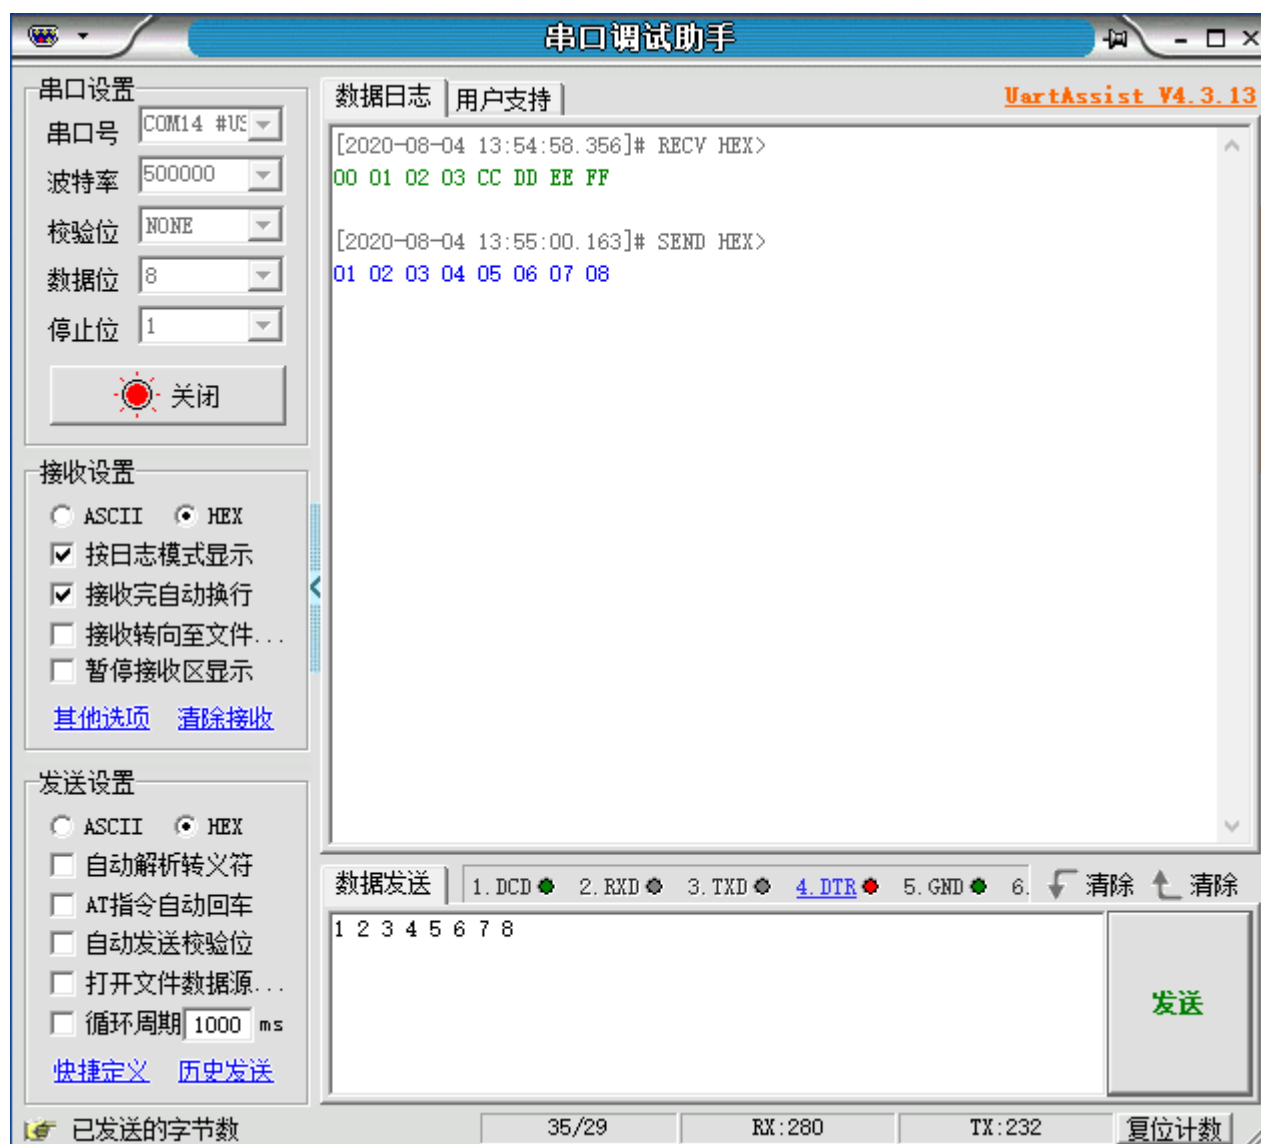 串口调试助手
串口设置
串口号 COM14 #US
波特率 500000
校验位 NONE
数据位 8
停止位 1
关闭
接收设置
ASCII HEX
按日志模式显示
接收完自动换行
接收转向至文件...
暂停接收区显示
其他选项 清除接收
发送设置
ASCII HEX
自动解析转义符
AT指令自动回车
自动发送校验位
打开文件数据源...
循环周期 1000 ms
快捷定义 历史发送
数据日志 用户支持 UartAssist V4.3.13
[2020-08-04 13:54:58.356]# RECV HEX>
00 01 02 03 CC DD EE FF
[2020-08-04 13:55:00.163]# SEND HEX>
01 02 03 04 05 06 07 08
数据发送 1.DCD 2.RXD 3.TXD 4.DTR 5.GND 6. 清除 清除
1 2 3 4 5 6 7 8
发送
已发送的字节数 35/29 RX:280 TX:232 复位计数